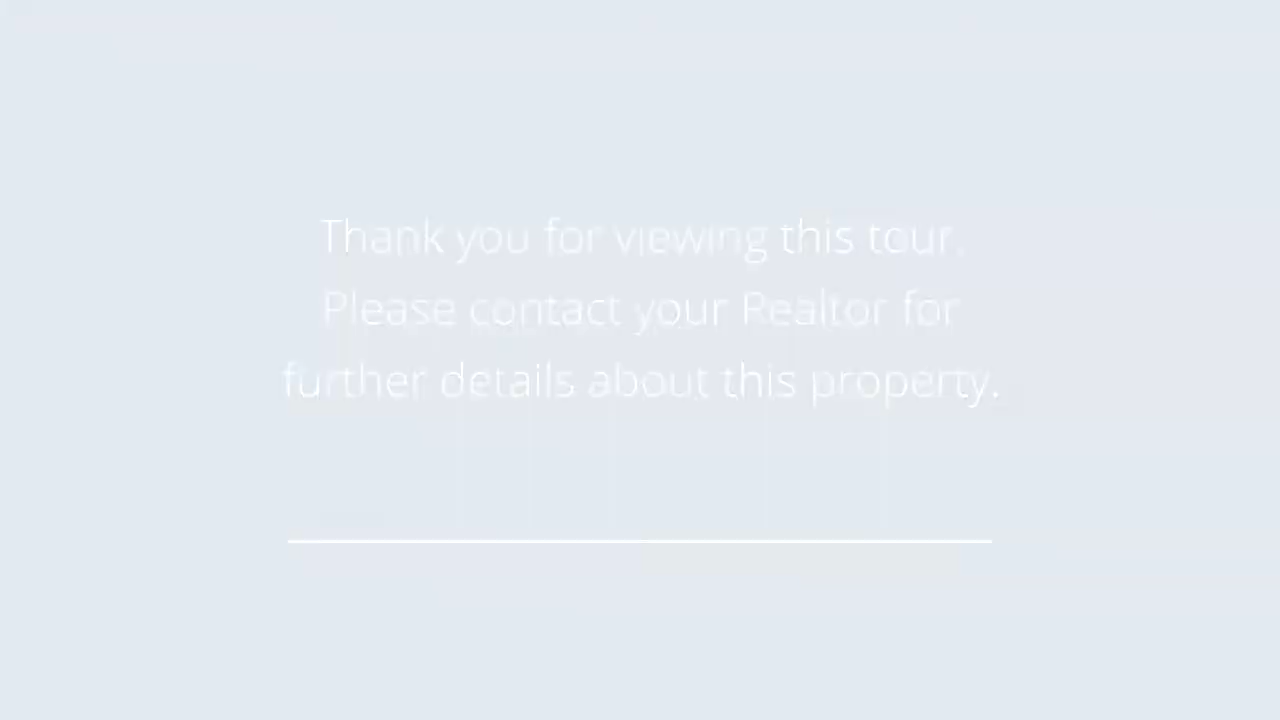 Thank you for viewing this tour.
Please contact your Realtor for
further details about this property.